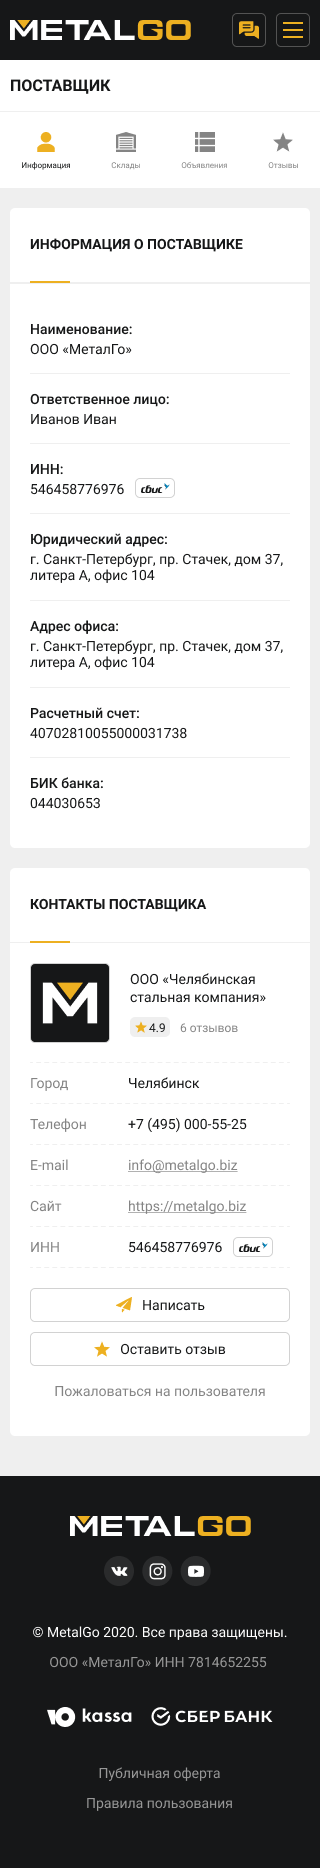 METALGO
ПОСТАВЩИК
Информация
Склады
Объявления
Отзывы
ИНФОРМАЦИЯ О ПОСТАВЩИКЕ
Наименование:
ООО «МеталГо»
Ответственное лицо:
Иванов Иван
ИНН:
546458776976 сбис
Юридический адрес:
г. Санкт-Петербург, пр. Стачек, дом 37,
литера А, офис 104
Адрес офиса:
г. Санкт-Петербург, пр. Стачек, дом 37,
литера А, офис 104
Расчетный счет:
40702810055000031738
БИК банка:
044030653
КОНТАКТЫ ПОСТАВЩИКА
M
ООО «Челябинская
стальная компания»
4.9 6 отзывов
Город Челябинск
Телефон +7 (495) 000-55-25
E-mail info@metalgo.biz
Сайт https://metalgo.biz
ИНН 546458776976 сбис
Написать
Оставить отзыв
Пожаловаться на пользователя
METALGO
© MetalGo 2020. Все права защищены.
ООО «МеталГо» ИНН 7814652255
Ю kassa СБЕР БАНК
Публичная оферта
Правила пользования